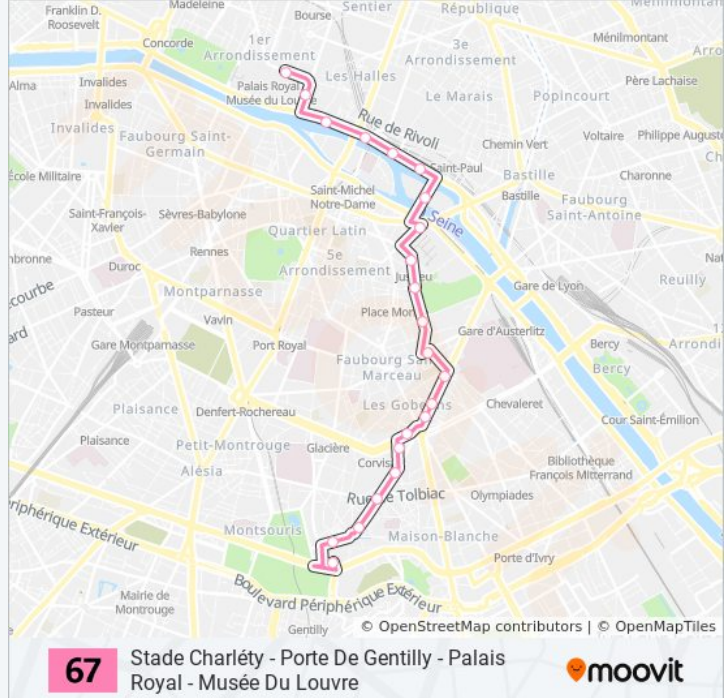 Franklin D.
Roosevelt
Madeleine
Bourse
Sentier
République
Ménilmontant
Concorde
1er
Arrondissement
3e
Arrondissement
Ménilmontant
Alma
Invalides
Invalides
Invalides
Palais Royal
Musée du Lou
Les Halles
Le Marais
Popincourt
Père Lachaise
Faubourg Saint-
Germain
Rue de Rivoli
Chemin Vert
Voltaire
Philippe August
École Militaire
Saint-Paul
Bastille
Bastille
Charonne
Saint-Michel
Notre-Dame
Faubourg
Saint-Antoine
Saint-François-
Xavier
Sèvres-Babylone
Quartier Latin
Seine
Rennes
5e
Arrondissement
Duroc
Jussieu
Gare de Lyon
Reuilly
Montparnasse
Pasteur
Vavin
Place Mon
Gare d'Austerlitz
Gare Montparnasse
Port Royal
Faubourg Sai
Marceau
Bercy
Bercy
Plaisance
Denfert-Rochereau
Les Gobelins
Chevaleret
Cour Saint-Émilion
Plaisance
Petit-Montrouge
Glacière
Corvis
Bibliothèque
François Mitterrand
Alésia
Rue de Tolbiac
Olympiades
Périphérique Extérieur
Montsouris
Maison-Blanche
Porte d'Ivry
Boulevard Périphérique Extérieur
Mairie de
Montrouge
Gentilly
© OpenStreetMap contributors | © OpenMapTiles
67
Stade Charléty - Porte De Gentilly - Palais
Royal - Musée Du Louvre
moovit